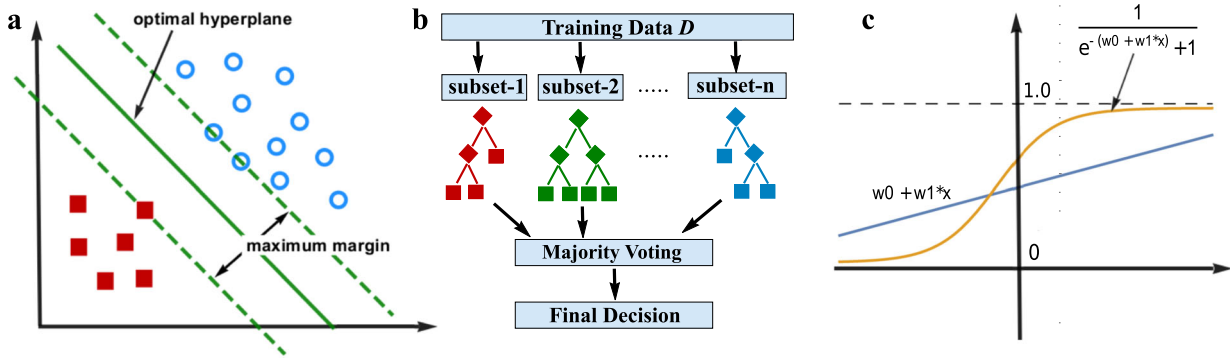 a
optimal hyperplane
maximum margin
b
Training Data D
subset-1 subset-2 ..... subset-n
.....
Majority Voting
Final Decision
c
1
e-(w0 +w1*x) +1
1.0
w0 +w1*x
0